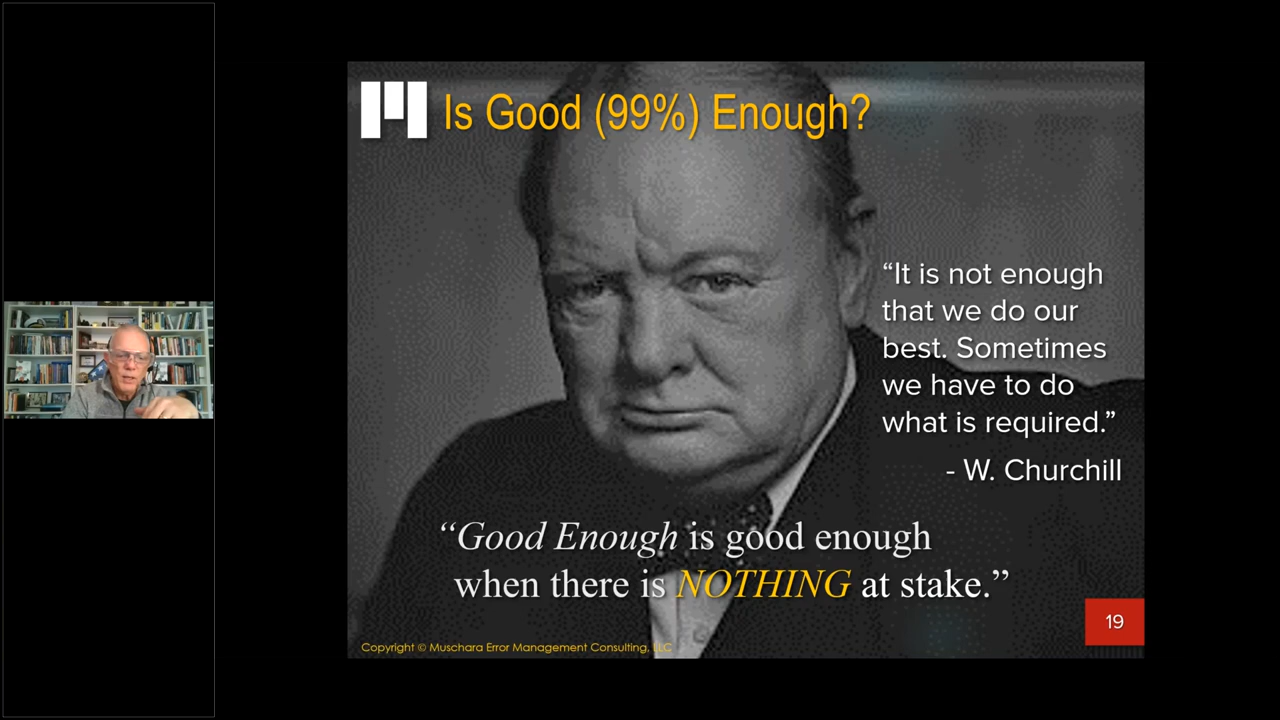 Is Good (99%) Enough?
“It is not enough
that we do our
best. Sometimes
we have to do
what is required.”
- W. Churchill
“Good Enough is good enough
when there is NOTHING at stake.”
19
Copyright © Muschara Error Management Consulting, LLC